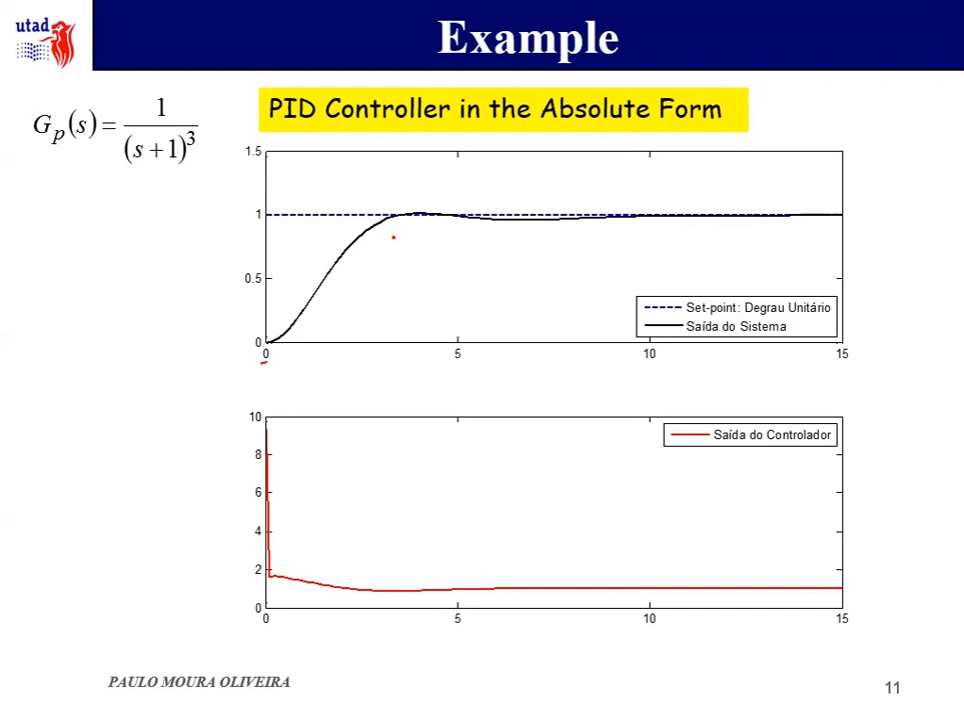 utad
Example
G_p(s) = 1/(s+1)^3
PID Controller in the Absolute Form
1.5
1
0.5
0
Set-point: Degrau Unitário
Saída do Sistema
0 5 10 15
10
8
6
4
2
0
Saída do Controlador
0 5 10 15
PAULO MOURA OLIVEIRA
11